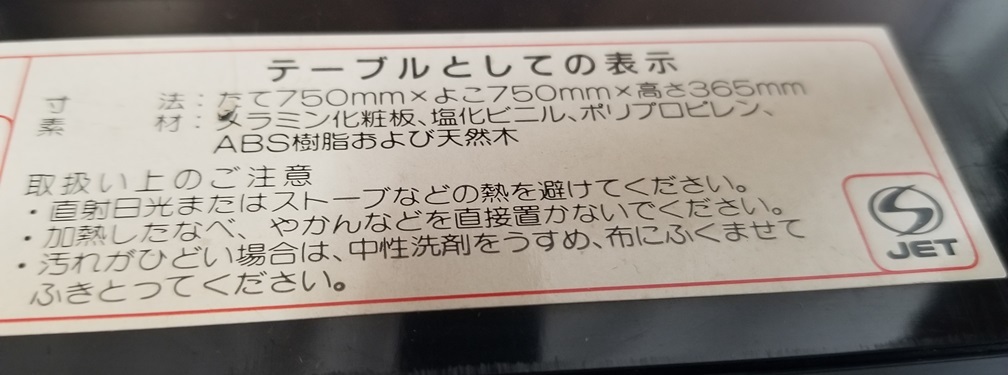 テーブルとしての表示
寸　　　法：たて750mm×よこ750mm×高さ365mm
素　　　材：メラミン化粧板、塩化ビニル、ポリプロピレン、
ABS樹脂および天然木
取扱い上のご注意
・直射日光またはストーブなどの熱を避けてください。
・加熱したなべ、やかんなどを直接置かないでください。
・汚れがひどい場合は、中性洗剤をうすめ、布にふくませて
ふきとってください。
JET